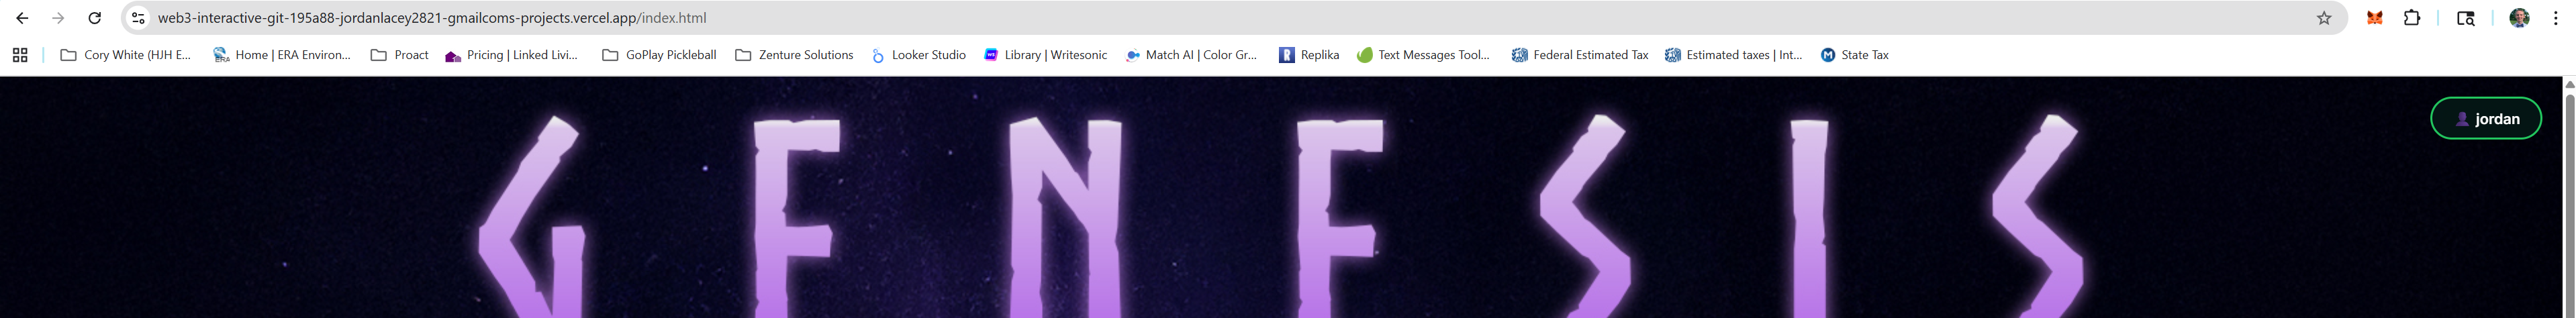 web3-interactive-git-195a88-jordanlacey2821-gmailcoms-projects.vercel.app/index.html
Cory White (HJH E... Home | ERA Environ... Proact Pricing | Linked Livi... GoPlay Pickleball Zenture Solutions Looker Studio Library | Writesonic Match AI | Color Gr... Replika Text Messages Tool... Federal Estimated Tax Estimated taxes | Int... State Tax
jordan
GENESIS